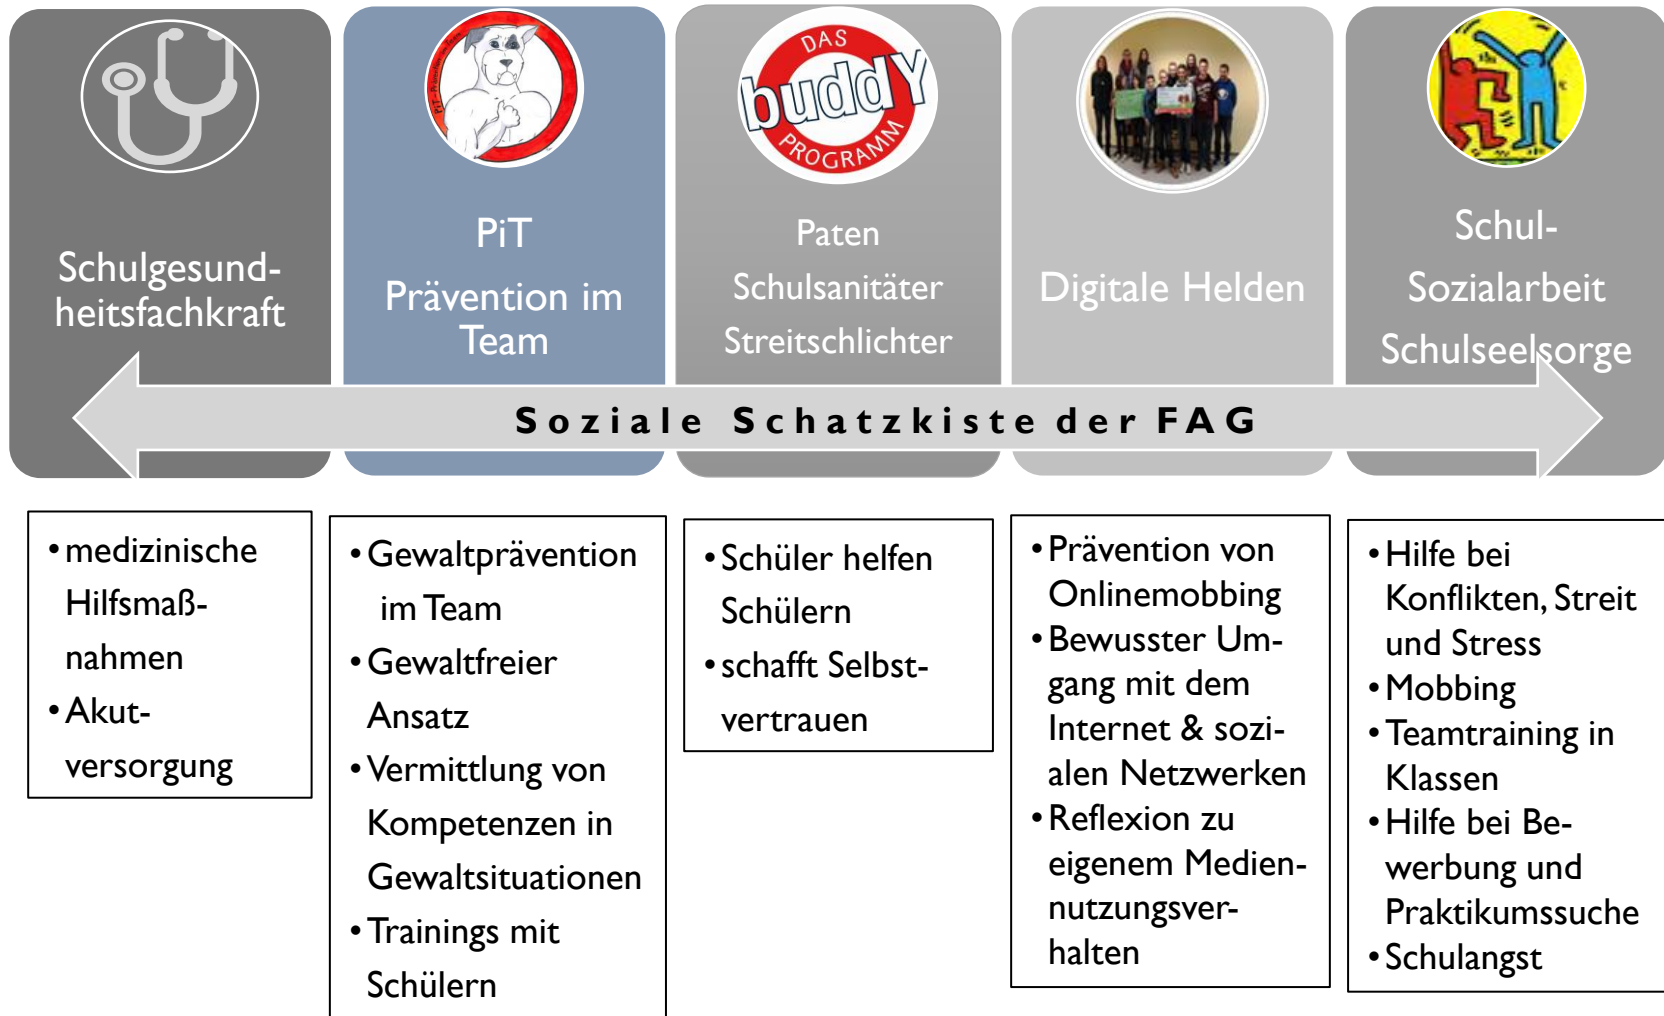 Schulgesund-
heitsfachkraft
PiT-Prävention im Team
PiT
Prävention im
Team
DAS
buddY
PROGRAMM
Paten
Schulsanitäter
Streitschlichter
Digitale Helden
Schul-
Sozialarbeit
Schulseelsorge
Soziale Schatzkiste der FAG
• medizinische
Hilfsmaß-
nahmen
• Akut-
versorgung
• Gewaltprävention
im Team
• Gewaltfreier
Ansatz
• Vermittlung von
Kompetenzen in
Gewaltsituationen
• Trainings mit
Schülern
• Schüler helfen
Schülern
• schafft Selbst-
vertrauen
• Prävention von
Onlinemobbing
• Bewusster Um-
gang mit dem
Internet & sozi-
alen Netzwerken
• Reflexion zu
eigenem Medien-
nutzungsver-
halten
• Hilfe bei
Konflikten, Streit
und Stress
• Mobbing
• Teamtraining in
Klassen
• Hilfe bei Be-
werbung und
Praktikumssuche
• Schulangst